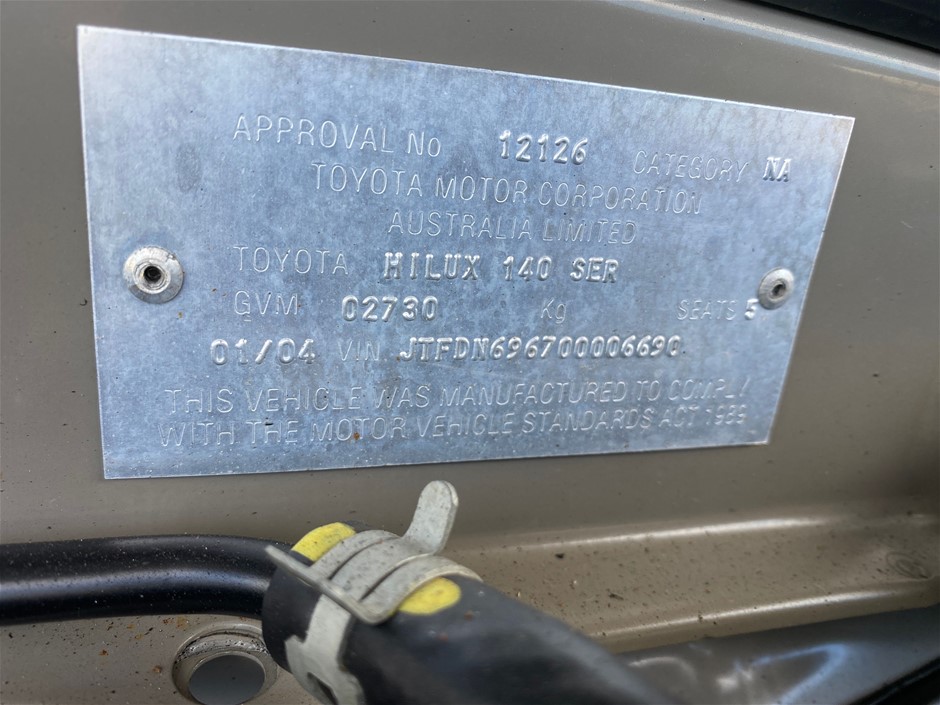 APPROVAL No 12126 CATEGORY NA
TOYOTA MOTOR CORPORATION
AUSTRALIA LIMITED
TOYOTA HILUX 140 SER
GVM 02730 Kg SEATS 5
01/04 VIN JTFDN696700006690
THIS VEHICLE WAS MANUFACTURED TO COMPLY
WITH THE MOTOR VEHICLE STANDARDS ACT 1989